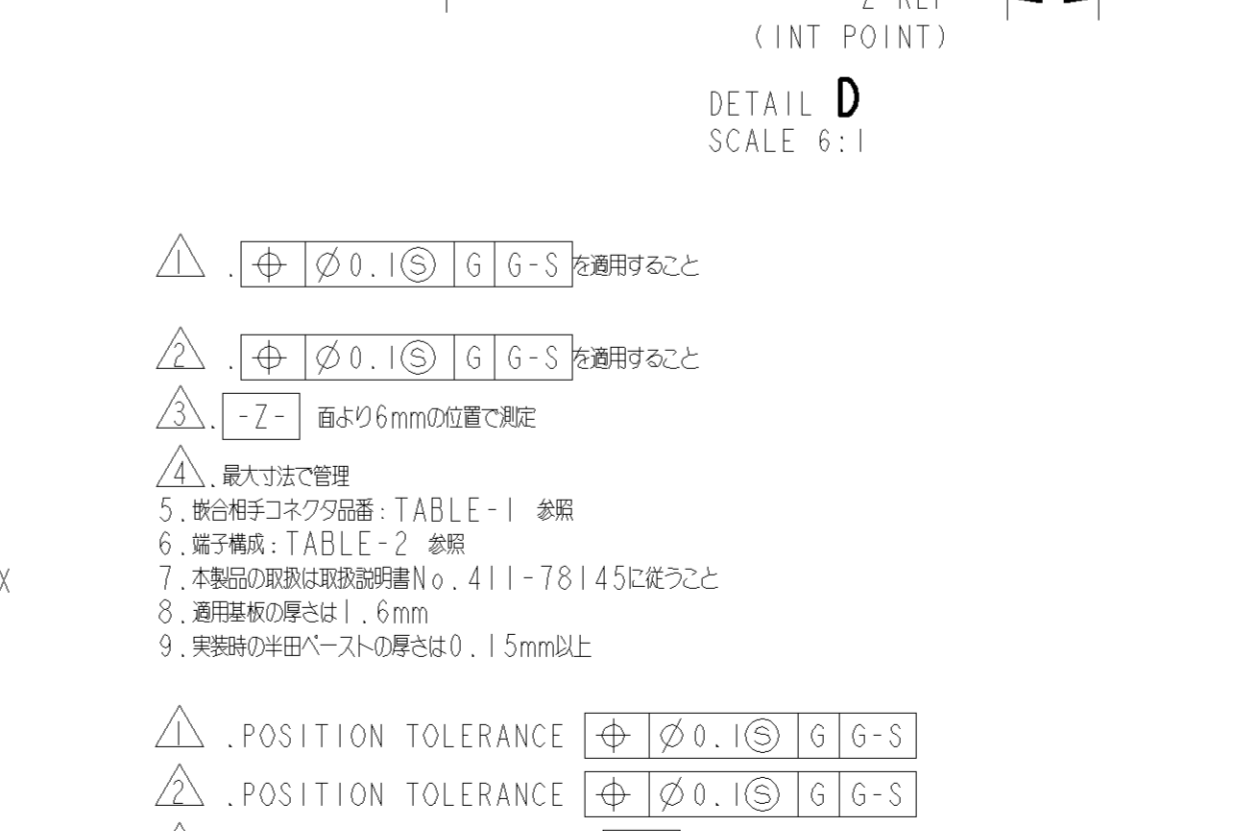 (INT POINT)
DETAIL D
SCALE 6:1
1 . ⌖ ⌀0.1Ⓢ G G-S を適用すること
2 . ⌖ ⌀0.1Ⓢ G G-S を適用すること
3. -Z- 面より6mmの位置で測定
4. 最大寸法で管理
5. 嵌合相手コネクタ品番:TABLE-1 参照
6. 端子構成:TABLE-2 参照
7. 本製品の取扱は取扱説明書No.411-78145に従うこと
8. 適用基板の厚さは1.6mm
9. 実装時の半田ペーストの厚さは0.15mm以上
X
1 .POSITION TOLERANCE ⌖ ⌀0.1Ⓢ G G-S
2 .POSITION TOLERANCE ⌖ ⌀0.1Ⓢ G G-S